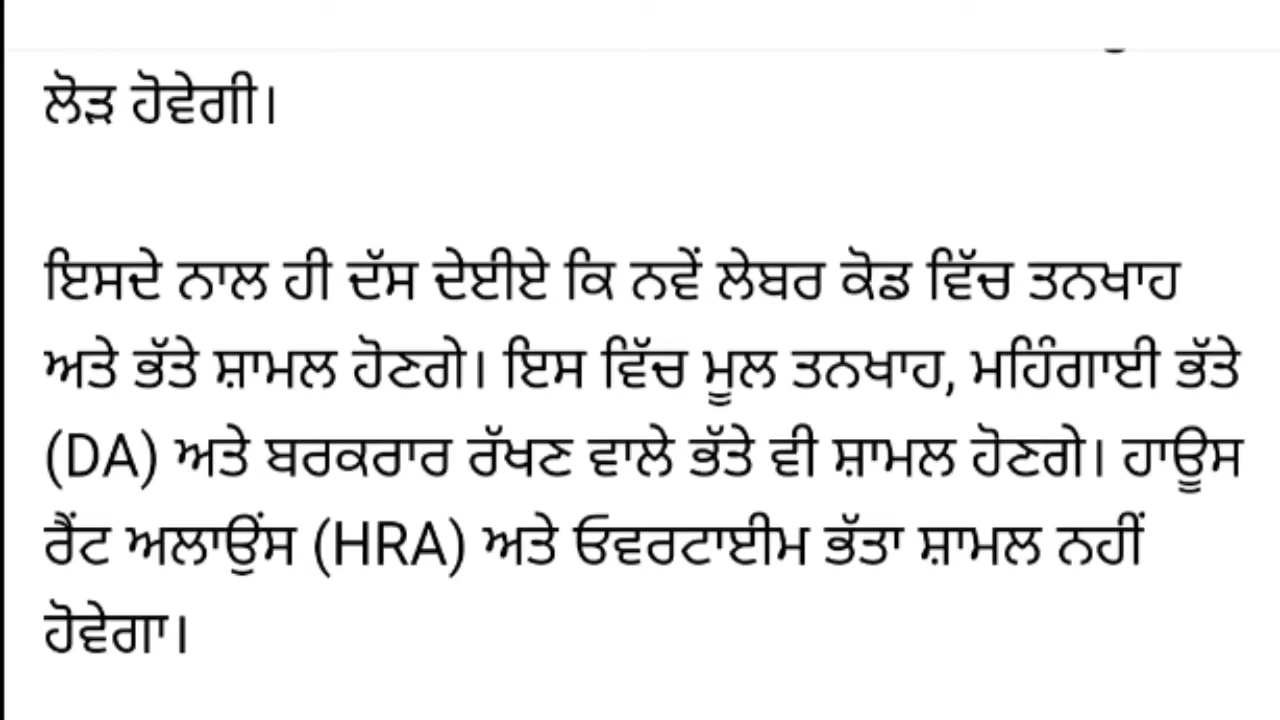 ਲੋੜ ਹੋਵੇਗੀ।
ਇਸਦੇ ਨਾਲ ਹੀ ਦੱਸ ਦੇਈਏ ਕਿ ਨਵੇਂ ਲੇਬਰ ਕੋਡ ਵਿੱਚ ਤਨਖਾਹ
ਅਤੇ ਭੱਤੇ ਸ਼ਾਮਲ ਹੋਣਗੇ। ਇਸ ਵਿੱਚ ਮੂਲ ਤਨਖਾਹ, ਮਹਿੰਗਾਈ ਭੱਤੇ
(DA) ਅਤੇ ਬਰਕਰਾਰ ਰੱਖਣ ਵਾਲੇ ਭੱਤੇ ਵੀ ਸ਼ਾਮਲ ਹੋਣਗੇ। ਹਾਊਸ
ਰੈਂਟ ਅਲਾਉਂਸ (HRA) ਅਤੇ ਓਵਰਟਾਈਮ ਭੱਤਾ ਸ਼ਾਮਲ ਨਹੀਂ
ਹੋਵੇਗਾ।